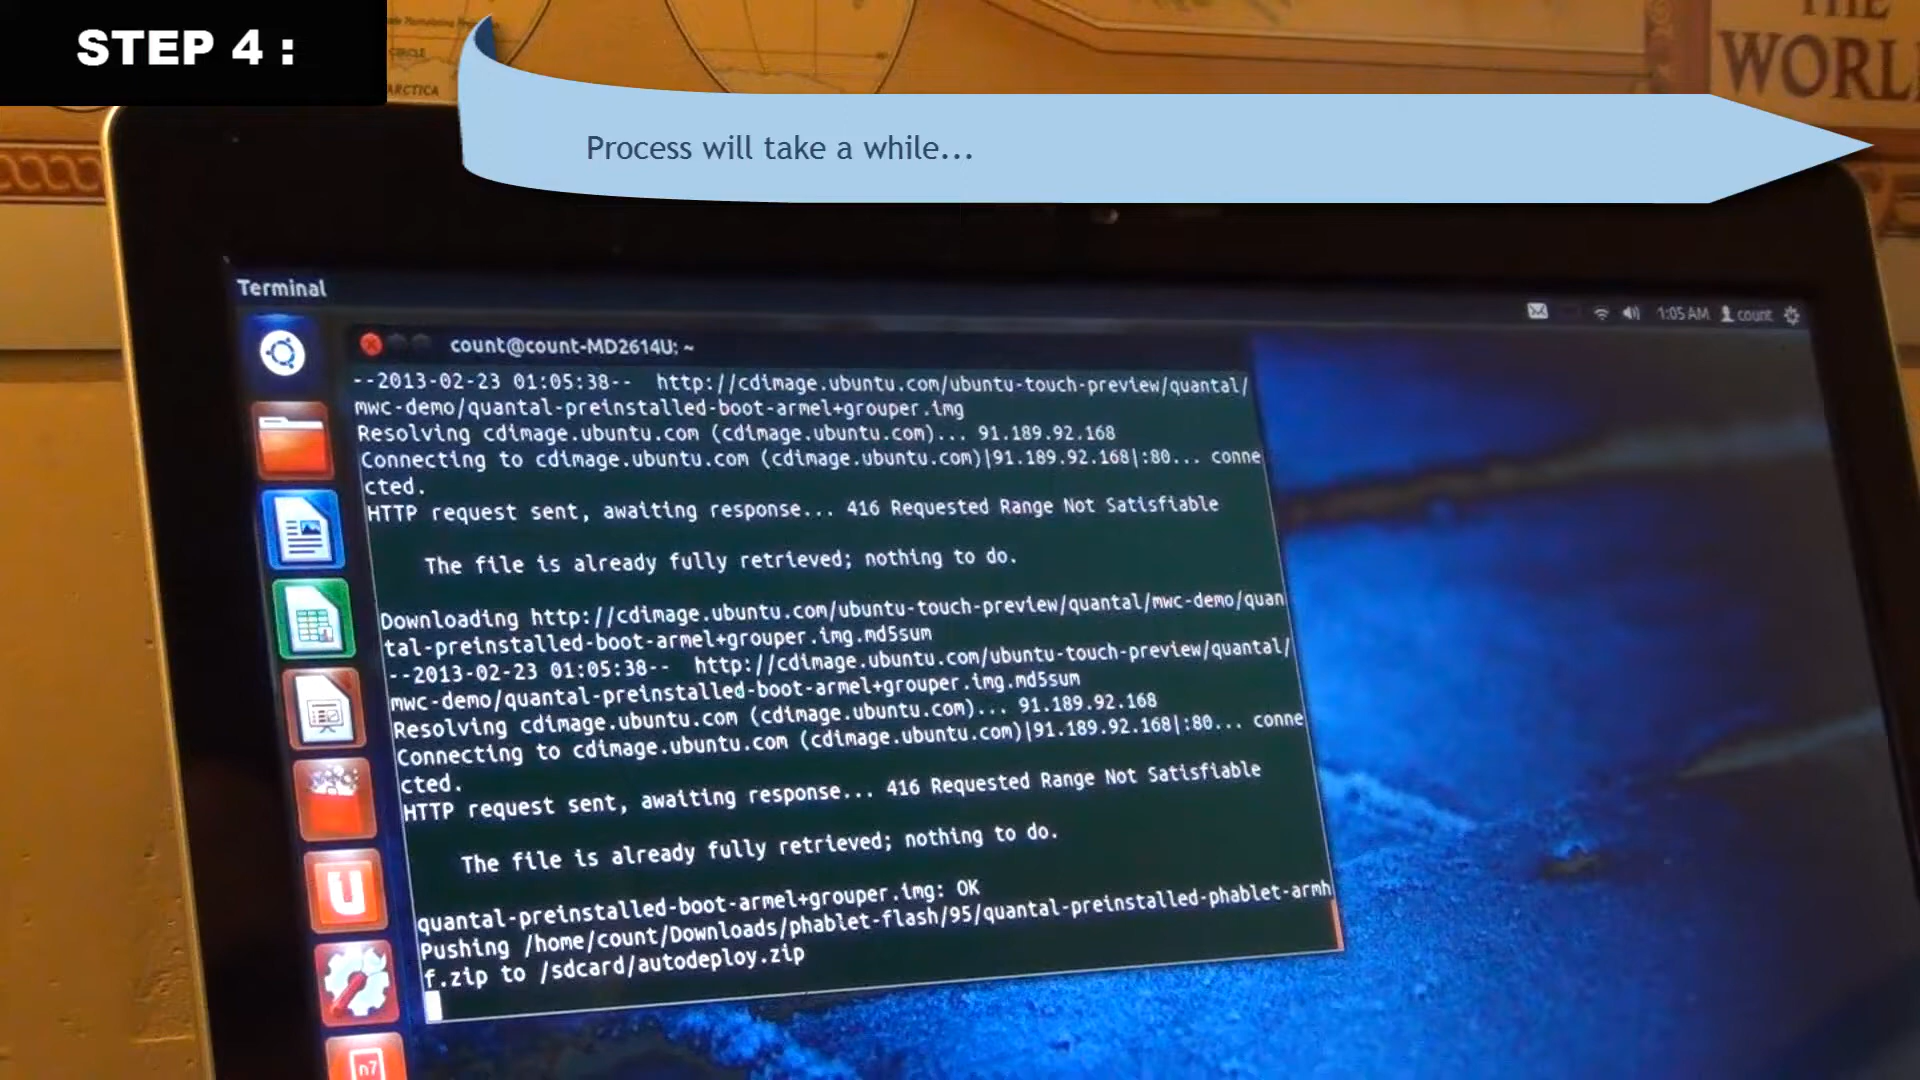 STEP 4 :
Process will take a while...
CIRCLE
ARCTICA
THE
WORL
Terminal
1:05 AM count
count@count-MD2614U: ~
--2013-02-23 01:05:38-- http://cdimage.ubuntu.com/ubuntu-touch-preview/quantal/
mwc-demo/quantal-preinstalled-boot-armel+grouper.img
Resolving cdimage.ubuntu.com (cdimage.ubuntu.com)... 91.189.92.168
Connecting to cdimage.ubuntu.com (cdimage.ubuntu.com)|91.189.92.168|:80... conne
cted.
HTTP request sent, awaiting response... 416 Requested Range Not Satisfiable
The file is already fully retrieved; nothing to do.
Downloading http://cdimage.ubuntu.com/ubuntu-touch-preview/quantal/mwc-demo/quan
tal-preinstalled-boot-armel+grouper.img.md5sum
--2013-02-23 01:05:38-- http://cdimage.ubuntu.com/ubuntu-touch-preview/quantal/
mwc-demo/quantal-preinstalled-boot-armel+grouper.img.md5sum
Resolving cdimage.ubuntu.com (cdimage.ubuntu.com)... 91.189.92.168
Connecting to cdimage.ubuntu.com (cdimage.ubuntu.com)|91.189.92.168|:80... conne
cted.
HTTP request sent, awaiting response... 416 Requested Range Not Satisfiable
The file is already fully retrieved; nothing to do.
quantal-preinstalled-boot-armel+grouper.img: OK
Pushing /home/count/Downloads/phablet-flash/95/quantal-preinstalled-phablet-armh
f.zip to /sdcard/autodeploy.zip
U
n7